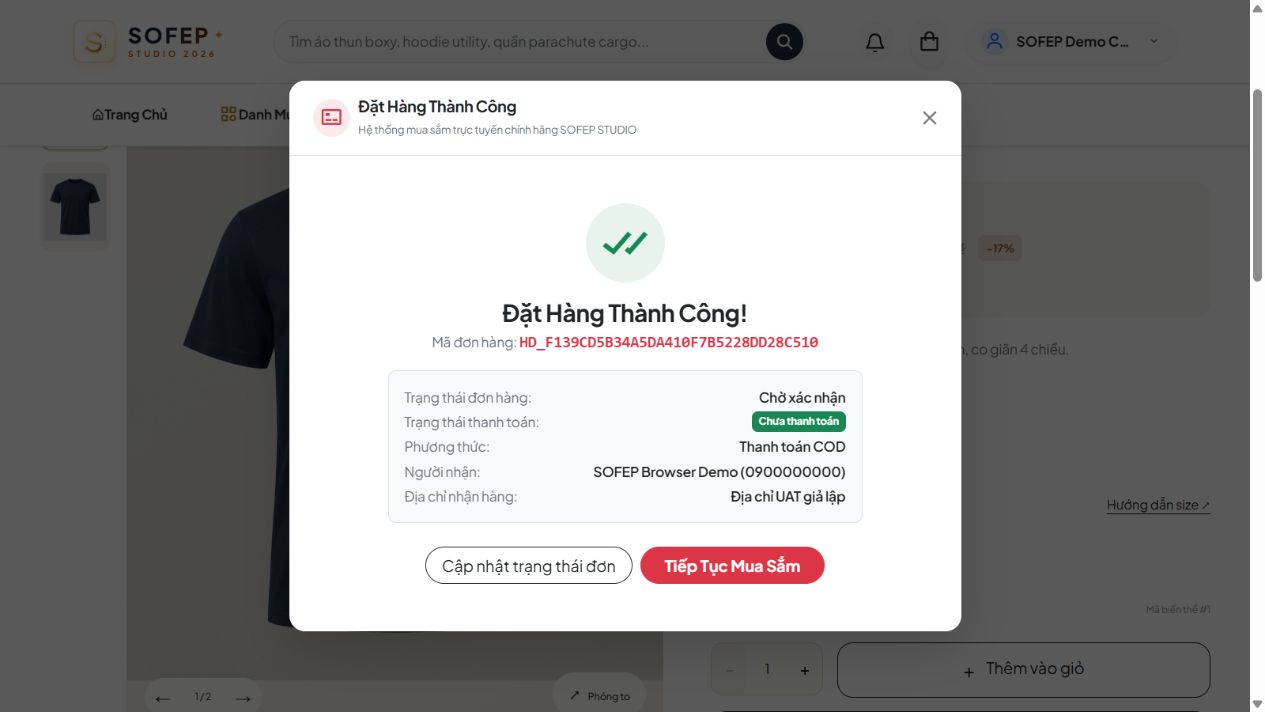 SOFEP
STUDIO 2026
Tìm áo thun boxy, hoodie utility, quần parachute cargo...
SOFEP Demo C...
Trang Chủ
Danh Mụ
Đặt Hàng Thành Công
Hệ thống mua sắm trực tuyến chính hãng SOFEP STUDIO
-17%
Đặt Hàng Thành Công!
Mã đơn hàng: HD_F139CD5B34A5DA410F7B5228DD28C510
, co giãn 4 chiều.
Trạng thái đơn hàng: Chờ xác nhận
Trạng thái thanh toán: Chưa thanh toán
Phương thức: Thanh toán COD
Người nhận: SOFEP Browser Demo (0900000000)
Địa chỉ nhận hàng: Địa chỉ UAT giả lập
Hướng dẫn size ↗
Cập nhật trạng thái đơn
Tiếp Tục Mua Sắm
Mã biến thể #1
− 1 +
+ Thêm vào giỏ
← 1/2 →
↗ Phóng to